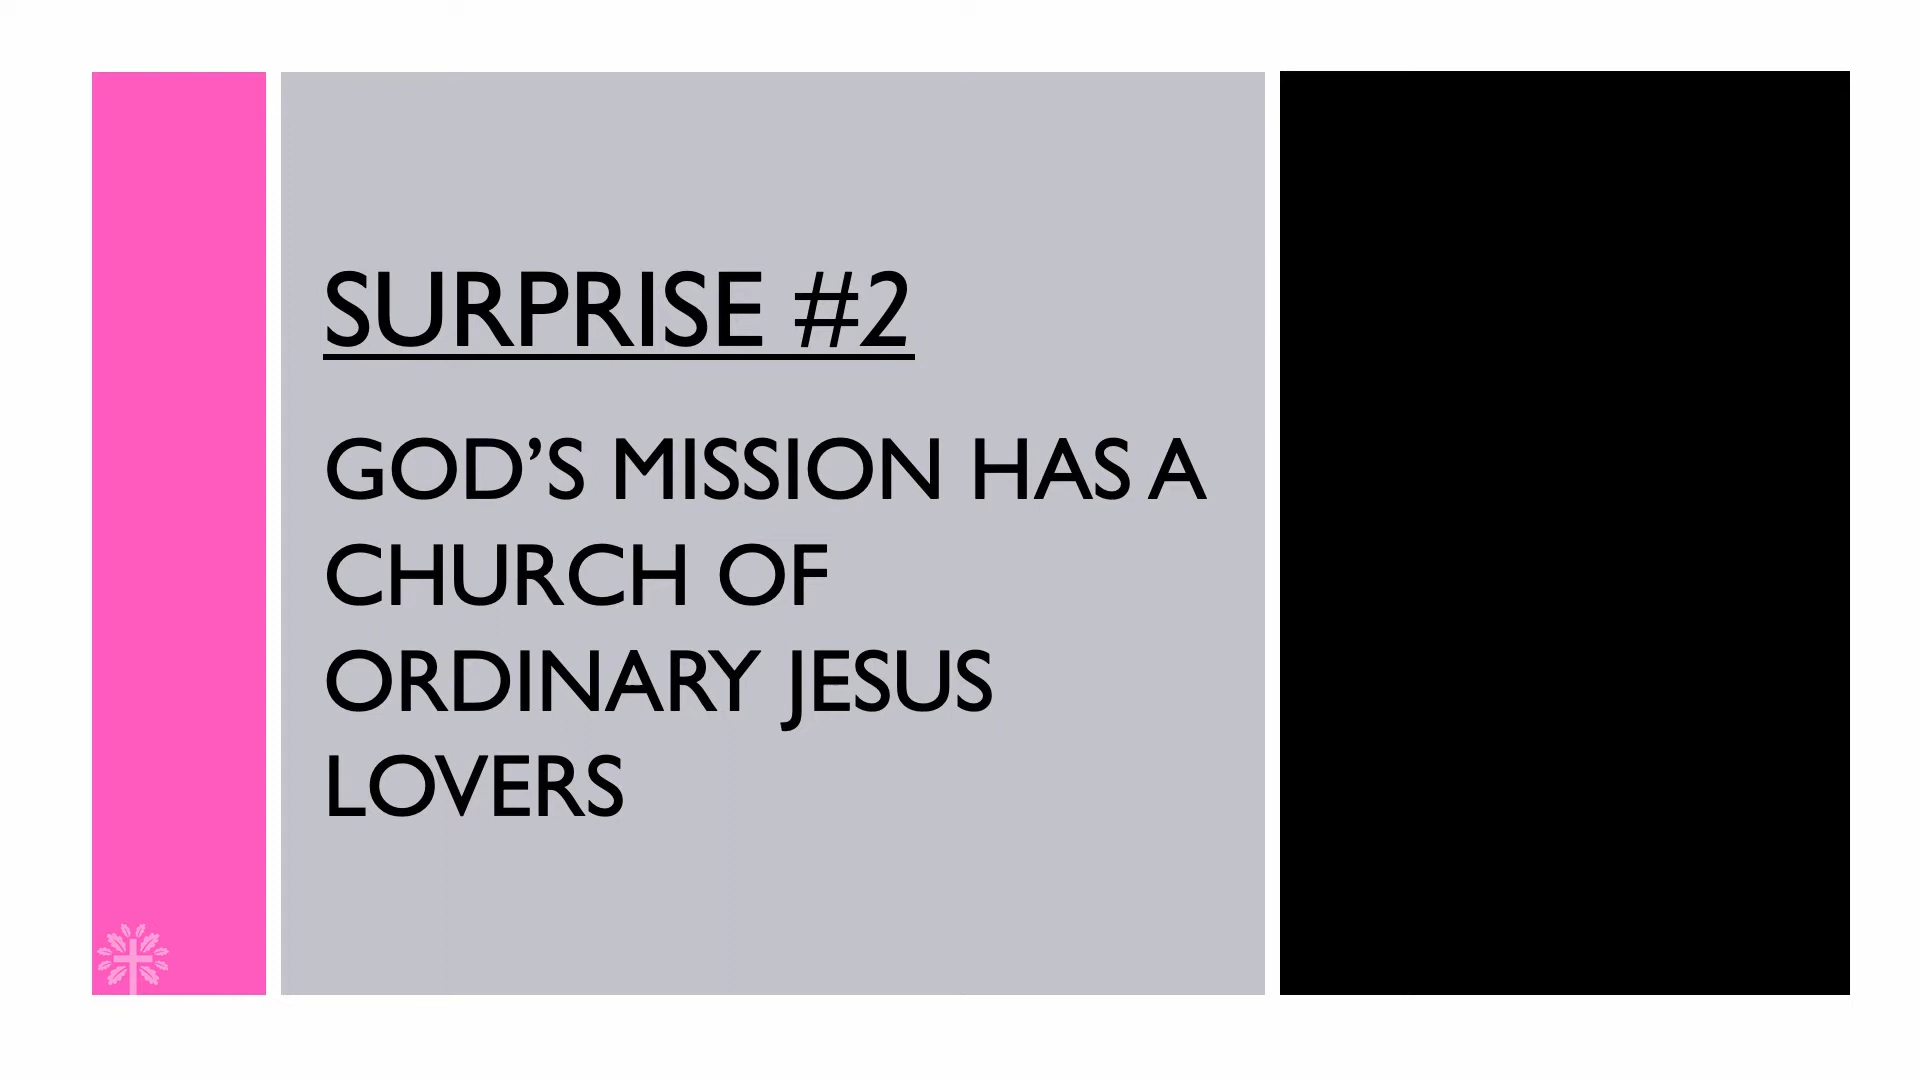 SURPRISE #2
GOD’S MISSION HAS A
CHURCH OF
ORDINARY JESUS
LOVERS